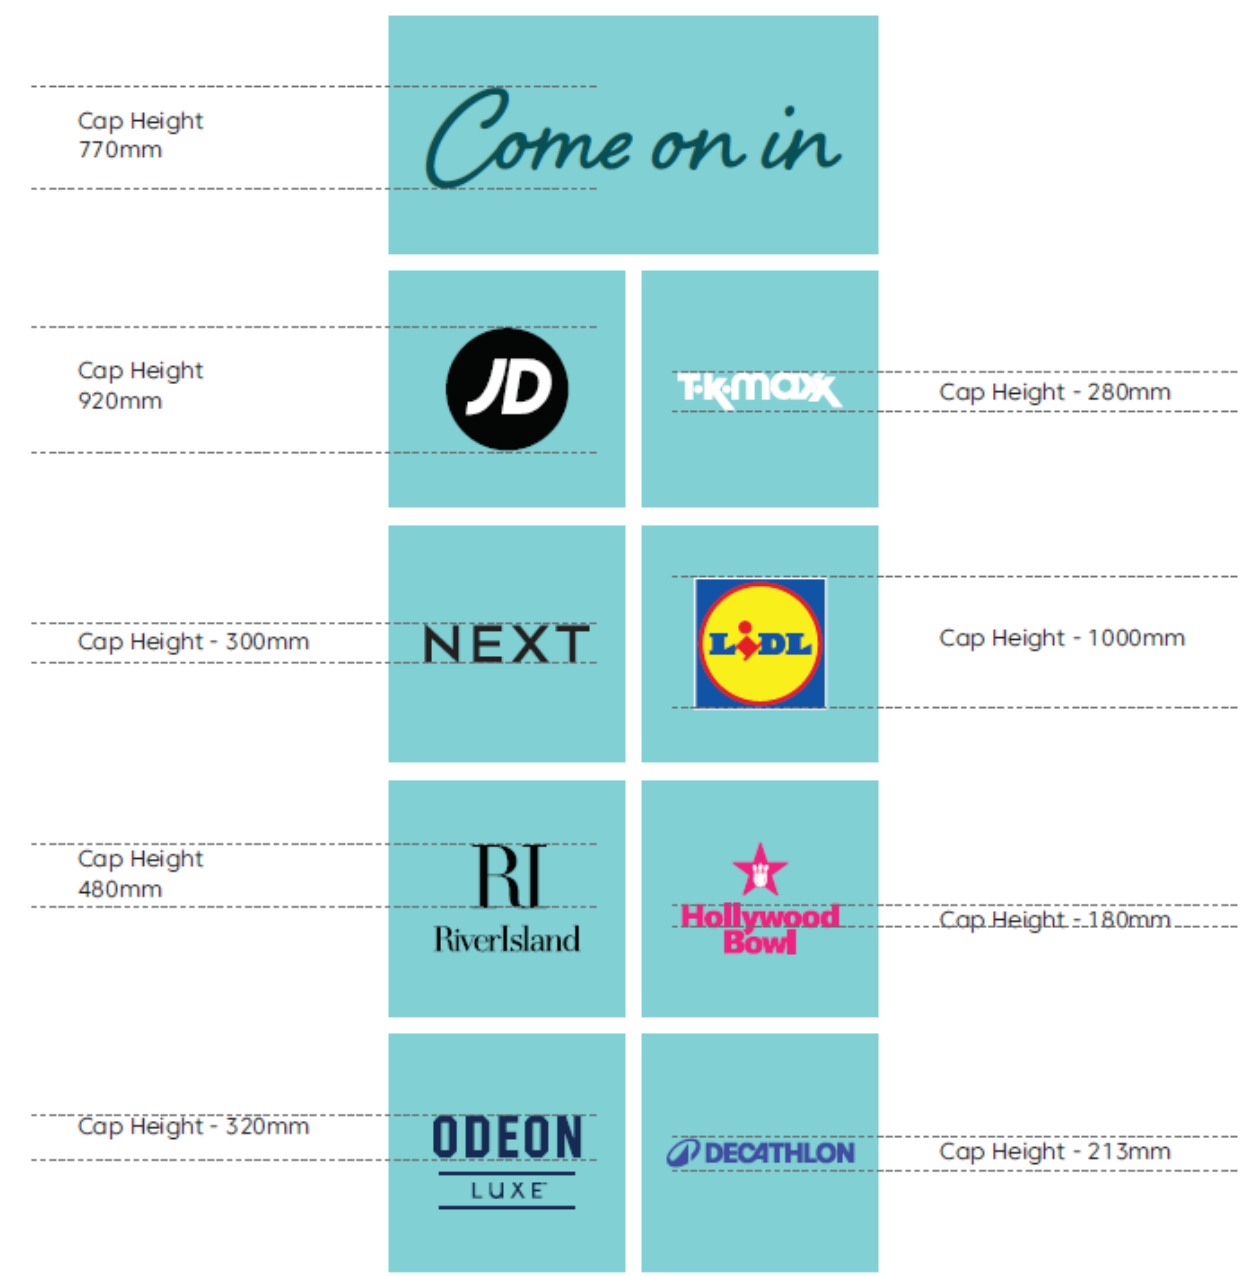 Come on in
Cap Height
770mm
JD
Cap Height
920mm
T·K·maxx
Cap Height - 280mm
NEXT
Cap Height - 300mm
LiDL
Cap Height - 1000mm
RI
RiverIsland
Cap Height
480mm
Hollywood
Bowl
Cap Height - 180mm
ODEON
LUXE
Cap Height - 320mm
DECATHLON
Cap Height - 213mm